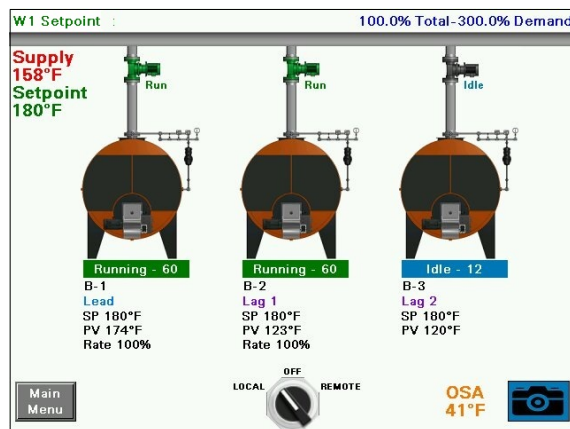 W1 Setpoint :
100.0% Total-300.0% Demand
Supply
158°F
Setpoint
180°F
Run
Run
Idle
Running - 60
Running - 60
Idle - 12
B-1
Lead
SP 180°F
PV 174°F
Rate 100%
B-2
Lag 1
SP 180°F
PV 123°F
Rate 100%
B-3
Lag 2
SP 180°F
PV 120°F
Main
Menu
OFF
LOCAL
REMOTE
OSA
41°F